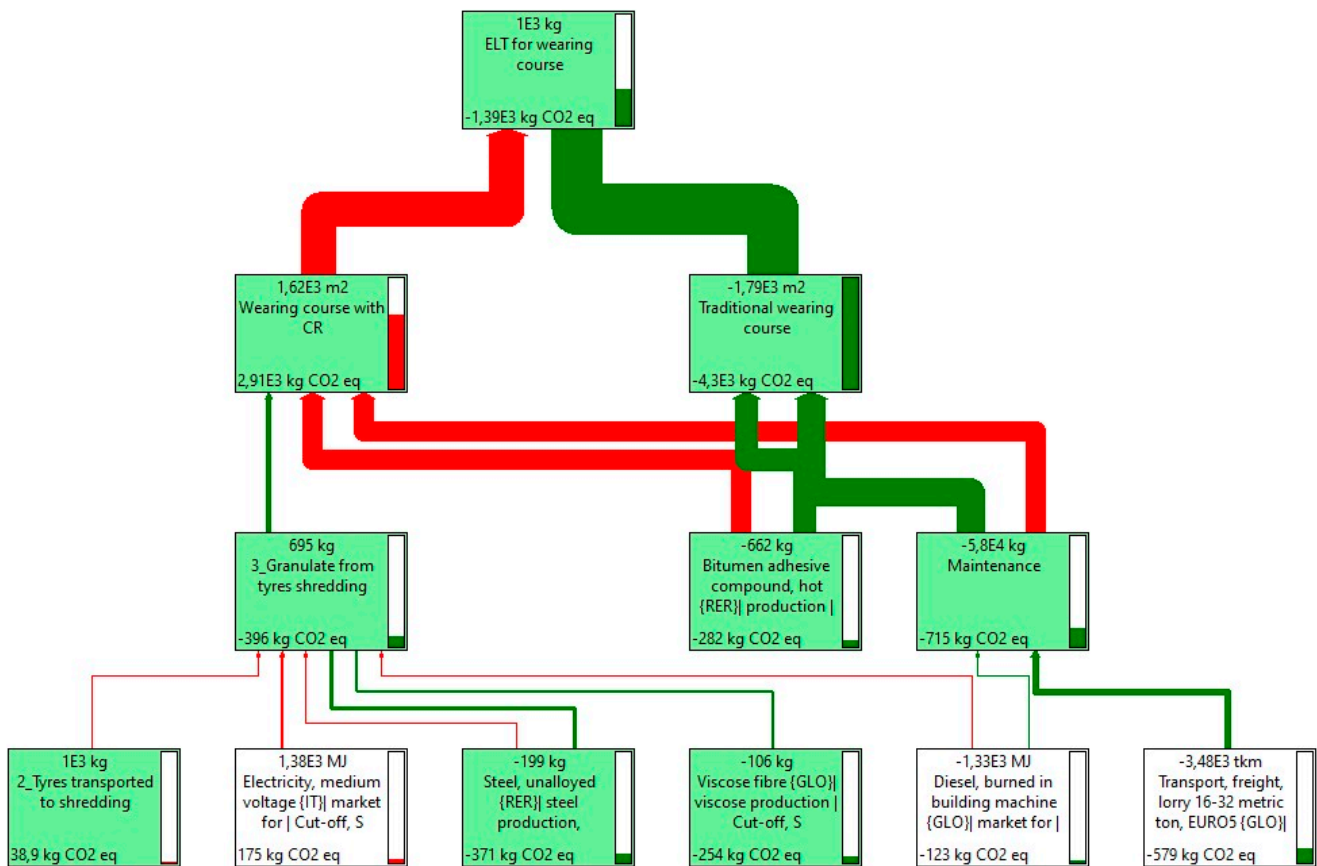 1E3 kg
ELT for wearing
course
-1,39E3 kg CO2 eq
1,62E3 m2
Wearing course with
CR
2,91E3 kg CO2 eq
-1,79E3 m2
Traditional wearing
course
-4,3E3 kg CO2 eq
695 kg
3_Granulate from
tyres shredding
-396 kg CO2 eq
-662 kg
Bitumen adhesive
compound, hot
{RER}| production |
-282 kg CO2 eq
-5,8E4 kg
Maintenance
-715 kg CO2 eq
1E3 kg
2_Tyres transported
to shredding
38,9 kg CO2 eq
1,38E3 MJ
Electricity, medium
voltage {IT}| market
for | Cut-off, S
175 kg CO2 eq
-199 kg
Steel, unalloyed
{RER}| steel
production,
-371 kg CO2 eq
-106 kg
Viscose fibre {GLO}|
viscose production |
Cut-off, S
-254 kg CO2 eq
-1,33E3 MJ
Diesel, burned in
building machine
{GLO}| market for |
-123 kg CO2 eq
-3,48E3 tkm
Transport, freight,
lorry 16-32 metric
ton, EURO5 {GLO}|
-579 kg CO2 eq